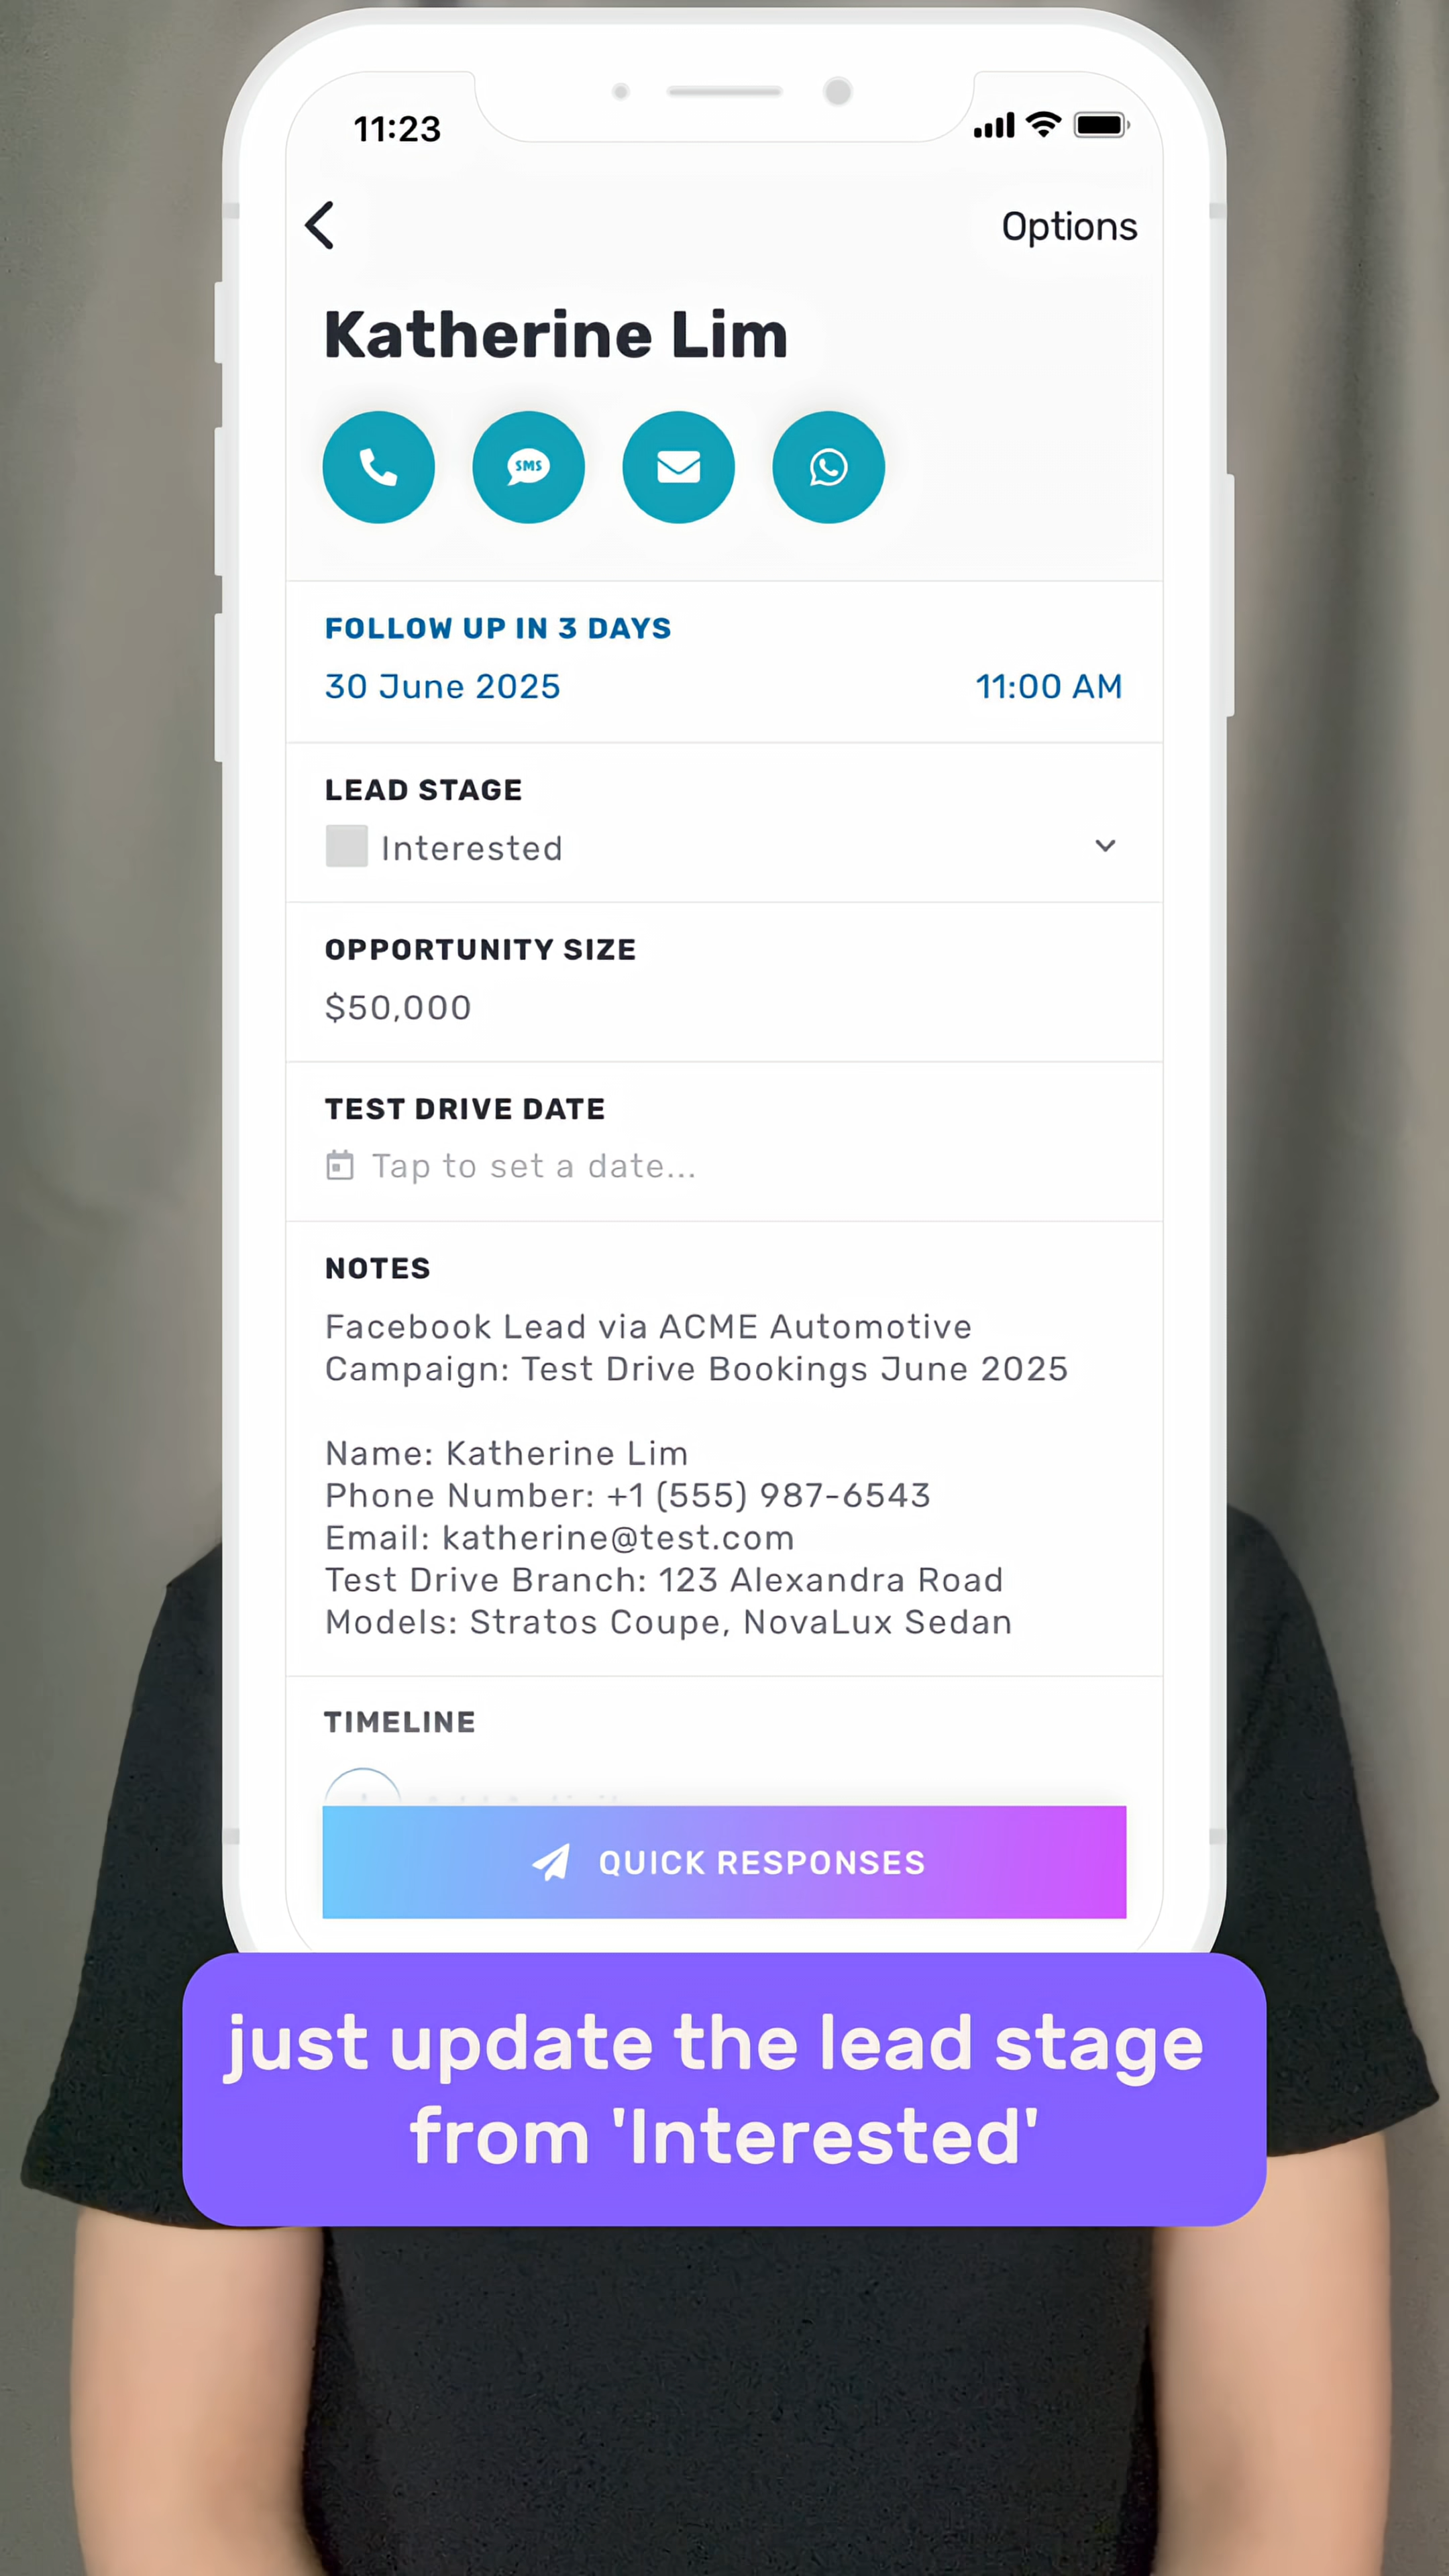 11:23
Options
Katherine Lim
SMS
FOLLOW UP IN 3 DAYS
30 June 2025 11:00 AM
LEAD STAGE
Interested
OPPORTUNITY SIZE
$50,000
TEST DRIVE DATE
Tap to set a date...
NOTES
Facebook Lead via ACME Automotive
Campaign: Test Drive Bookings June 2025
Name: Katherine Lim
Phone Number: +1 (555) 987-6543
Email: katherine@test.com
Test Drive Branch: 123 Alexandra Road
Models: Stratos Coupe, NovaLux Sedan
TIMELINE
QUICK RESPONSES
just update the lead stage
from 'Interested'